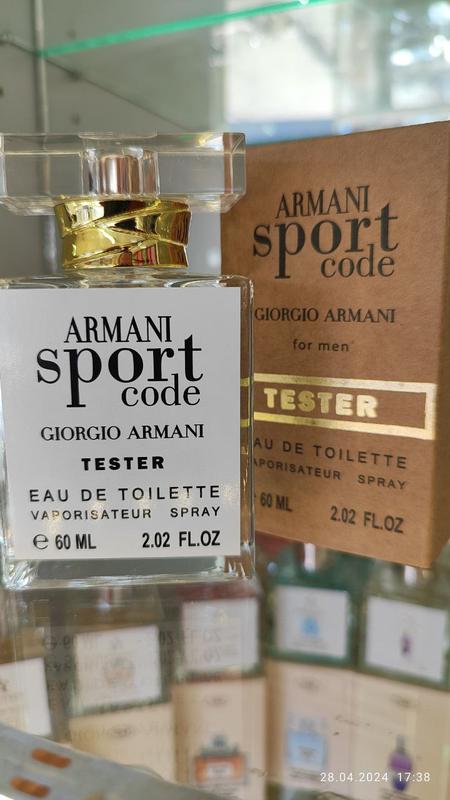 ARMANI
sport
code
GIORGIO ARMANI
TESTER
EAU DE TOILETTE
VAPORISATEUR SPRAY
℮ 60 ML 2.02 FL.OZ
ARMANI
sport
code
GIORGIO ARMANI
for men
TESTER
EAU DE TOILETTE
VAPORISATEUR SPRAY
60 ML 2.02 FL.OZ
28.04.2024 17:38